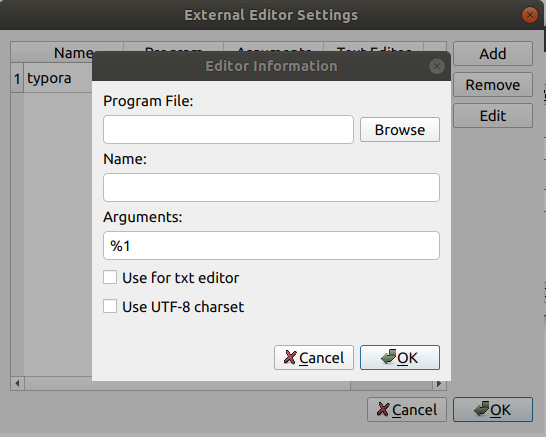 External Editor Settings
Name Program Arguments Text Editor
Add
Editor Information
1 typora
Remove
Program File:
Edit
Browse
Name:
Arguments:
%1
Use for txt editor
Use UTF-8 charset
Cancel OK
Cancel OK